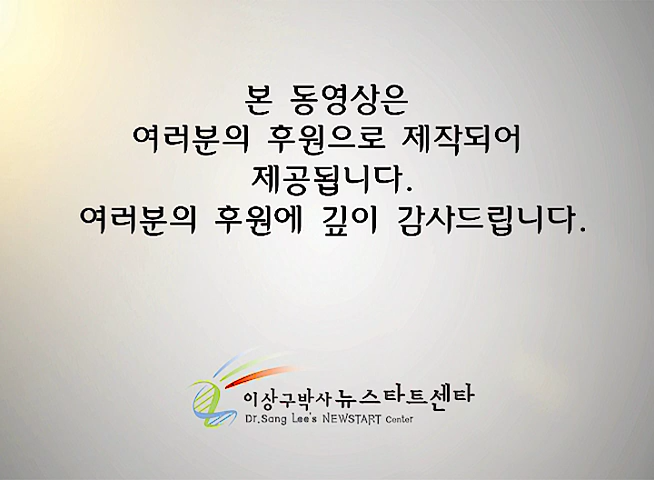 본 동영상은
여러분의 후원으로 제작되어
제공됩니다.
여러분의 후원에 깊이 감사드립니다.
이상구박사 뉴스타트센타
Dr.Sang Lee's NEWSTART Center